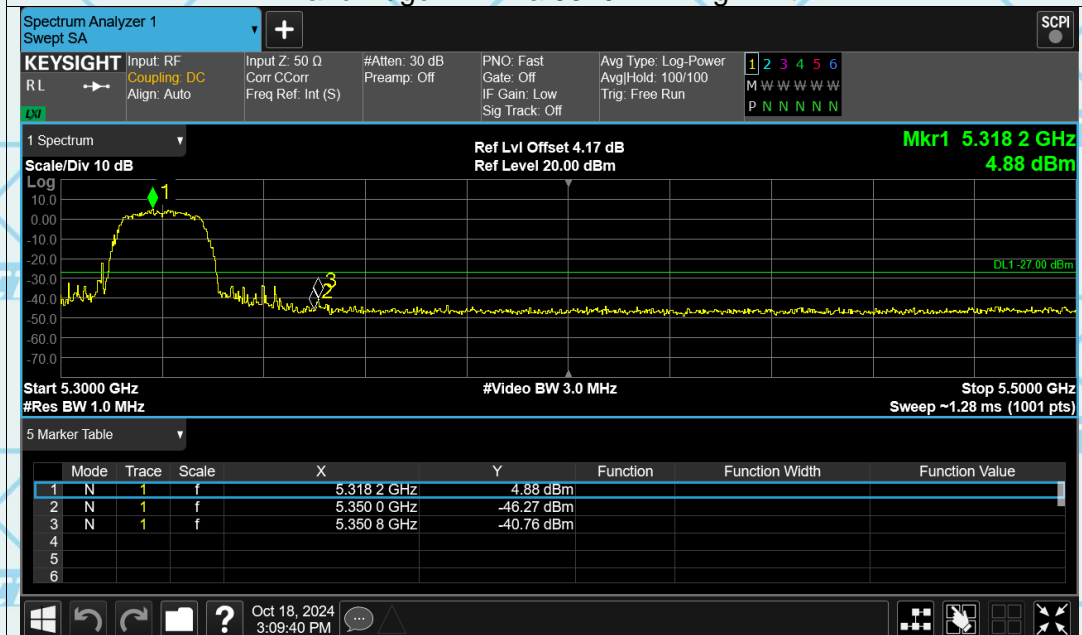 Spectrum Analyzer 1
Swept SA
SCPI
KEYSIGHT
R L
LXI
Input: RF
Coupling: DC
Align: Auto
Input Z: 50 Ω
Corr CCorr
Freq Ref: Int (S)
#Atten: 30 dB
Preamp: Off
PNO: Fast
Gate: Off
IF Gain: Low
Sig Track: Off
Avg Type: Log-Power
Avg|Hold: 100/100
Trig: Free Run
1 2 3 4 5 6
M W W W W W
P N N N N N
1 Spectrum
Scale/Div 10 dB
Ref Lvl Offset 4.17 dB
Ref Level 20.00 dBm
Mkr1 5.318 2 GHz
4.88 dBm
Log
10.0
0.00
-10.0
-20.0
-30.0
-40.0
-50.0
-60.0
-70.0
1
3
2
DL1 -27.00 dBm
Start 5.3000 GHz
#Video BW 3.0 MHz
Stop 5.5000 GHz
#Res BW 1.0 MHz
Sweep ~1.28 ms (1001 pts)
5 Marker Table
Mode Trace Scale X Y Function Function Width Function Value
1 N 1 f 5.318 2 GHz 4.88 dBm
2 N 1 f 5.350 0 GHz -46.27 dBm
3 N 1 f 5.350 8 GHz -40.76 dBm
4
5
6
?
Oct 18, 2024
3:09:40 PM